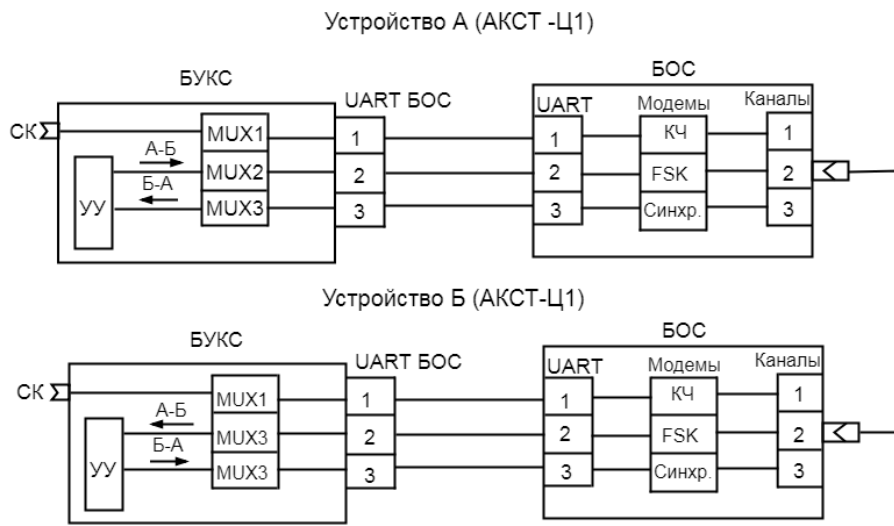 Устройство А (АКСТ -Ц1)
БУКС
БОС
UART БОС
UART
Модемы
Каналы
СК
MUX1
1
1
КЧ
1
А-Б
MUX2
2
2
FSK
2
Б-А
УУ
MUX3
3
3
Синхр.
3
Устройство Б (АКСТ-Ц1)
БУКС
БОС
UART БОС
UART
Модемы
Каналы
СК
MUX1
1
1
КЧ
1
А-Б
MUX3
2
2
FSK
2
Б-А
УУ
MUX3
3
3
Синхр.
3